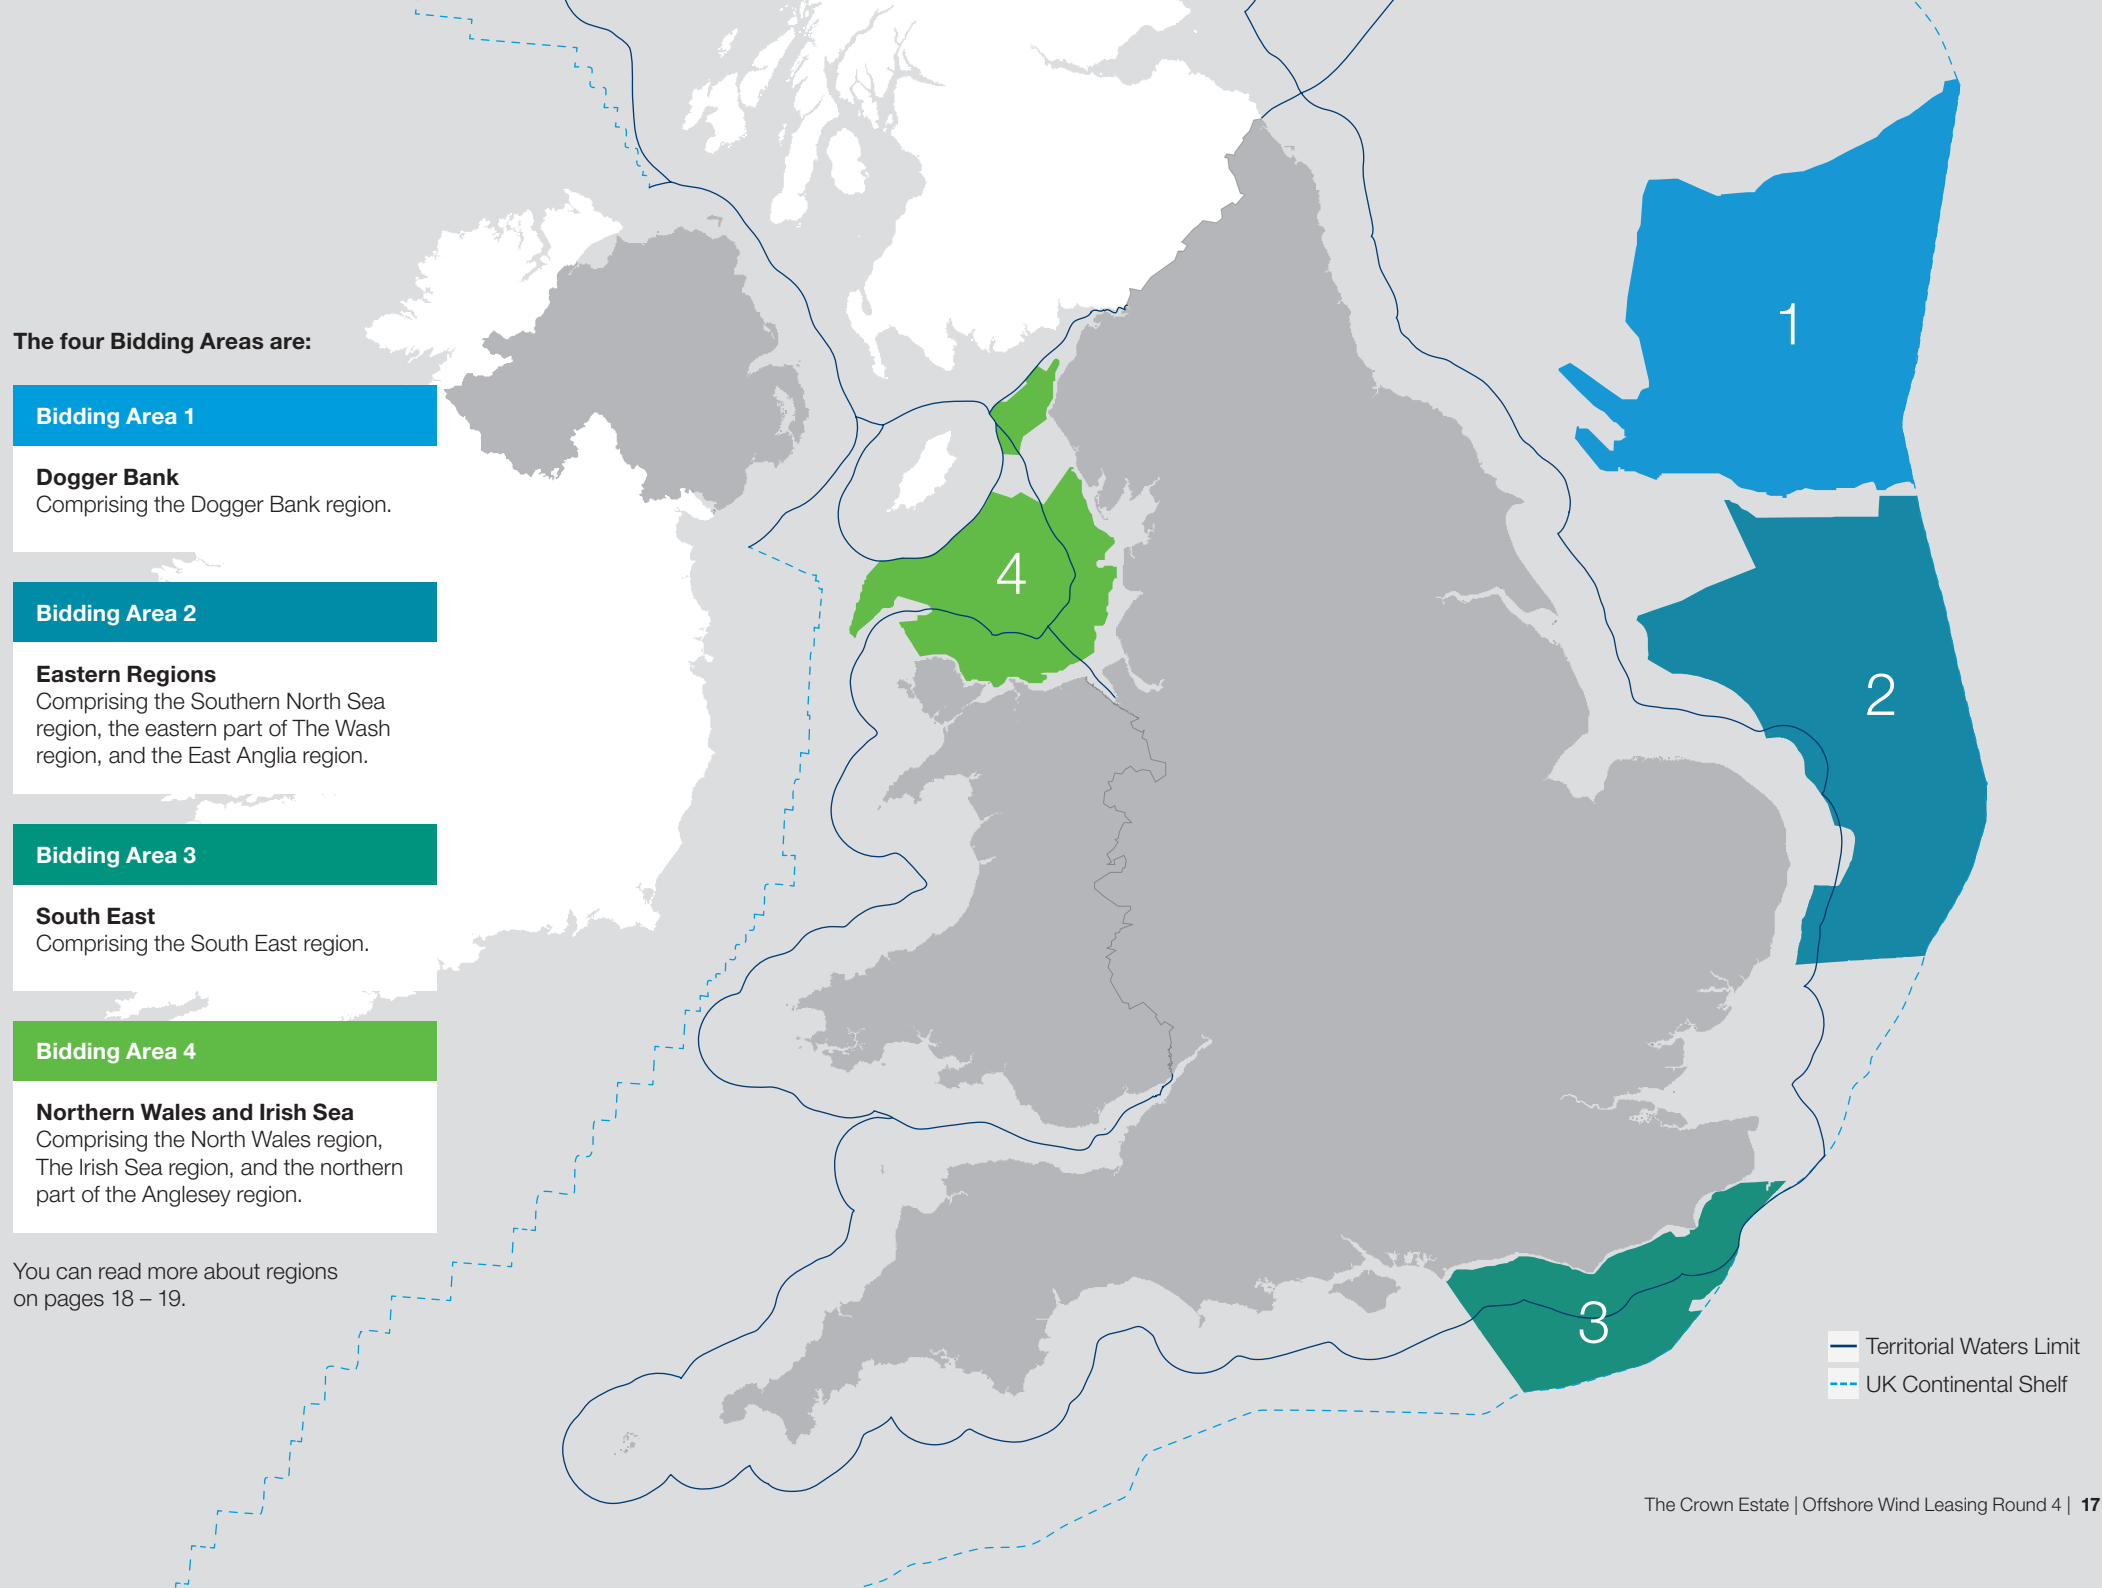 The four Bidding Areas are:
Bidding Area 1
Dogger Bank
Comprising the Dogger Bank region.
Bidding Area 2
Eastern Regions
Comprising the Southern North Sea
region, the eastern part of The Wash
region, and the East Anglia region.
Bidding Area 3
South East
Comprising the South East region.
Bidding Area 4
Northern Wales and Irish Sea
Comprising the North Wales region,
The Irish Sea region, and the northern
part of the Anglesey region.
You can read more about regions
on pages 18 – 19.
1
2
3
4
Territorial Waters Limit
UK Continental Shelf
The Crown Estate | Offshore Wind Leasing Round 4 | 17